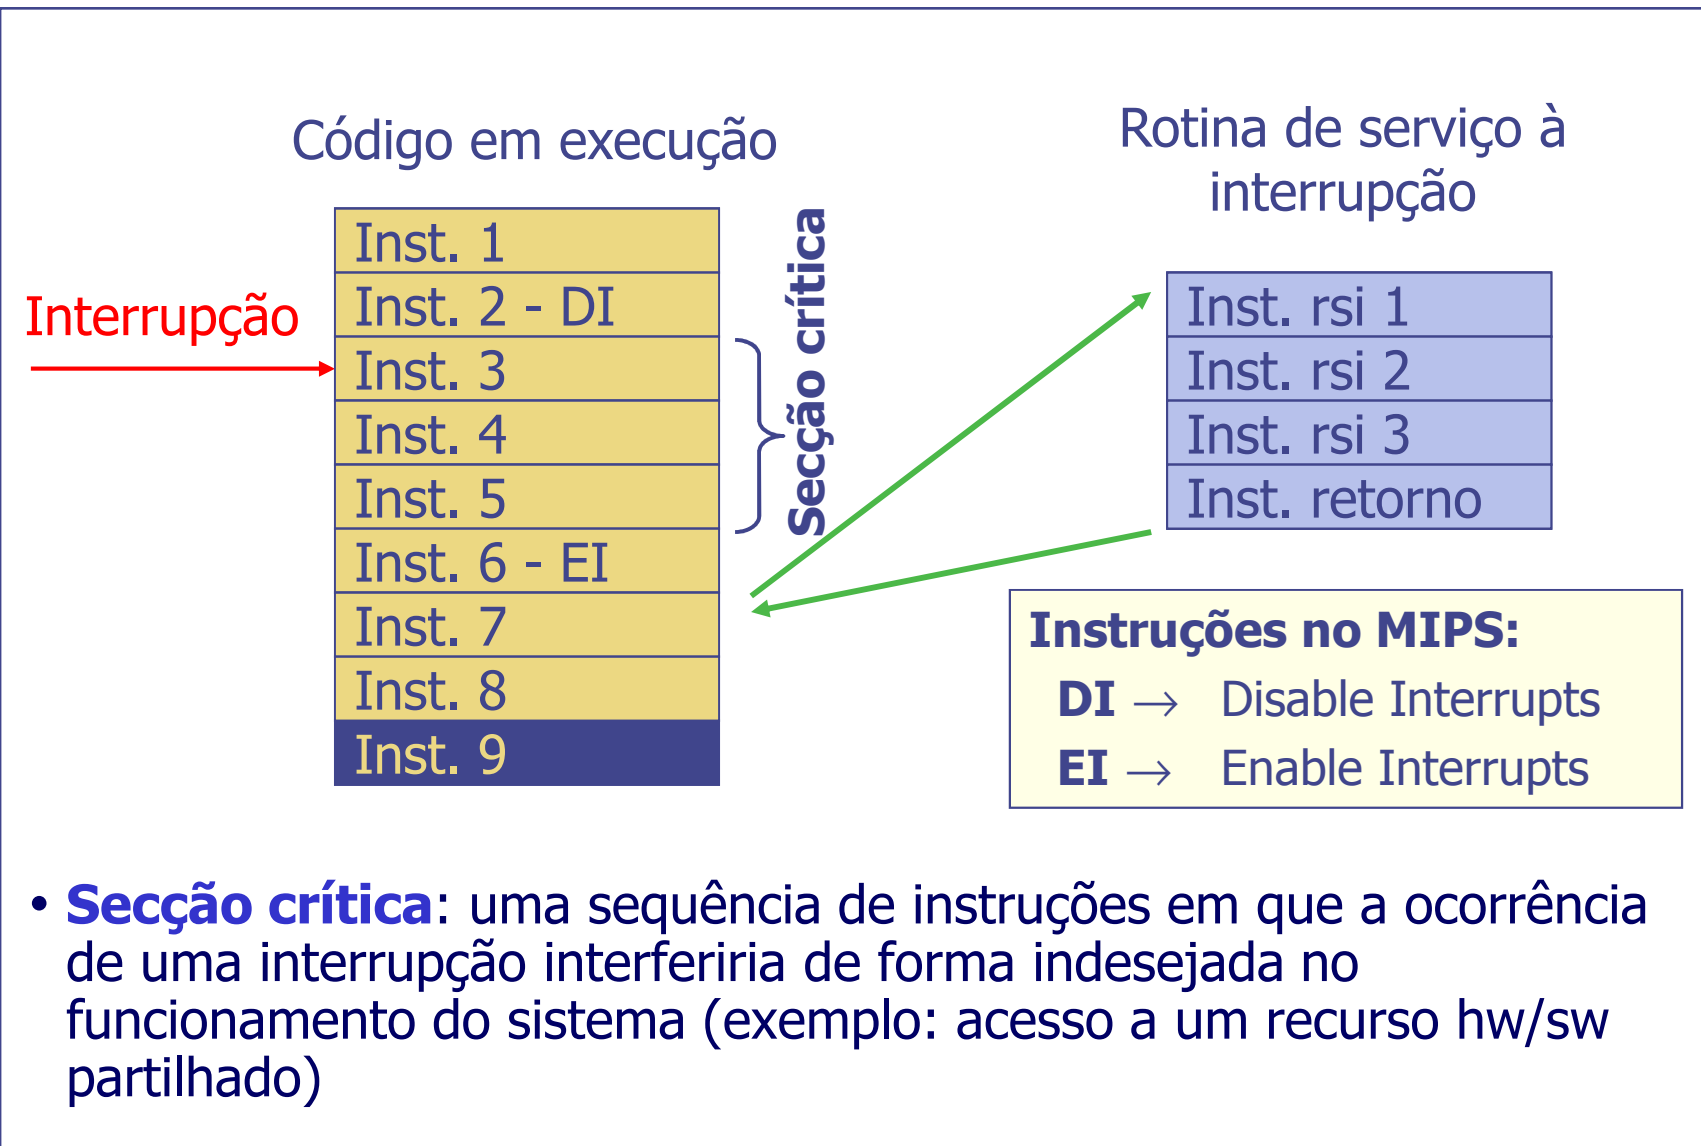 Código em execução
Rotina de serviço à
interrupção
Interrupção
Inst. 1
Inst. 2 - DI
Inst. 3
Inst. 4
Inst. 5
Inst. 6 - EI
Inst. 7
Inst. 8
Inst. 9
Secção crítica
Inst. rsi 1
Inst. rsi 2
Inst. rsi 3
Inst. retorno
Instruções no MIPS:
DI → Disable Interrupts
EI → Enable Interrupts
• Secção crítica: uma sequência de instruções em que a ocorrência
de uma interrupção interferiria de forma indesejada no
funcionamento do sistema (exemplo: acesso a um recurso hw/sw
partilhado)